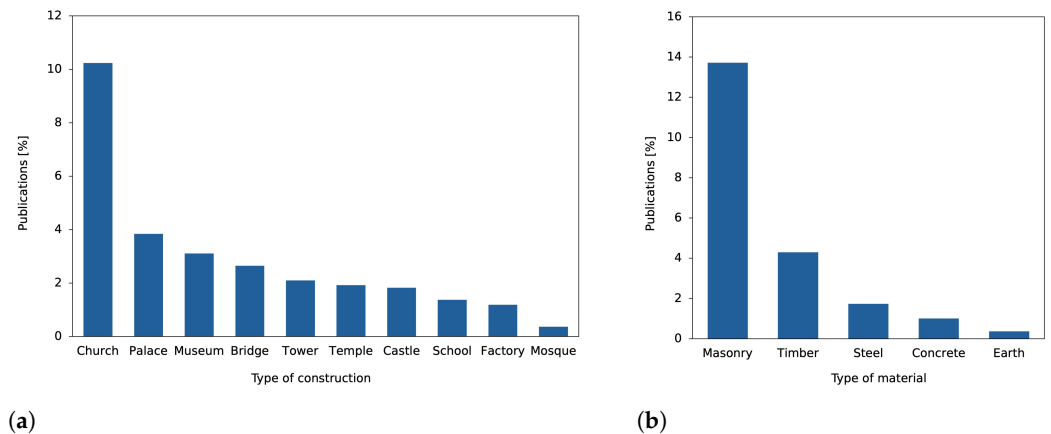 12
10
8
6
4
2
0
Publications [%]
Church Palace Museum Bridge Tower Temple Castle School Factory Mosque
Type of construction
(a)
16
14
12
10
8
6
4
2
0
Publications [%]
Masonry Timber Steel Concrete Earth
Type of material
(b)